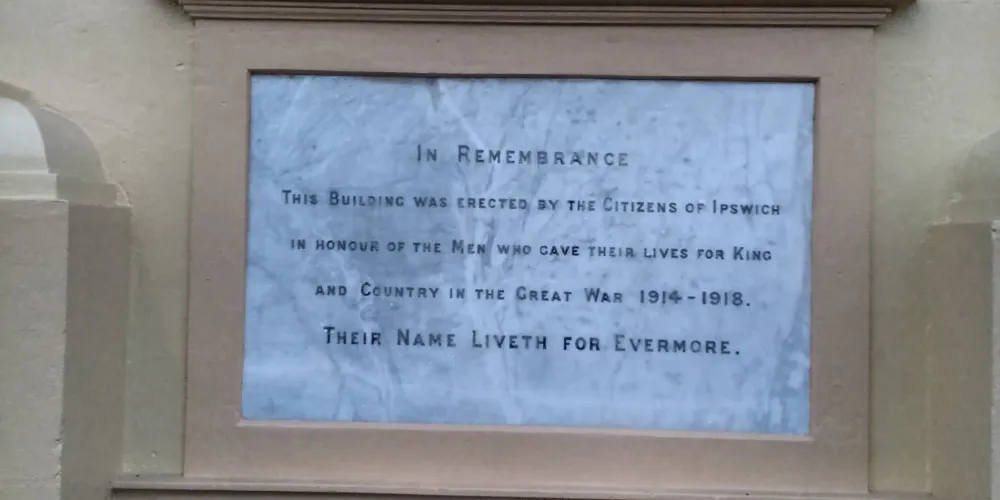 In Remembrance
This Building was erected by the Citizens of Ipswich
in honour of the Men who gave their lives for King
and Country in the Great War 1914-1918.
Their Name Liveth for Evermore.